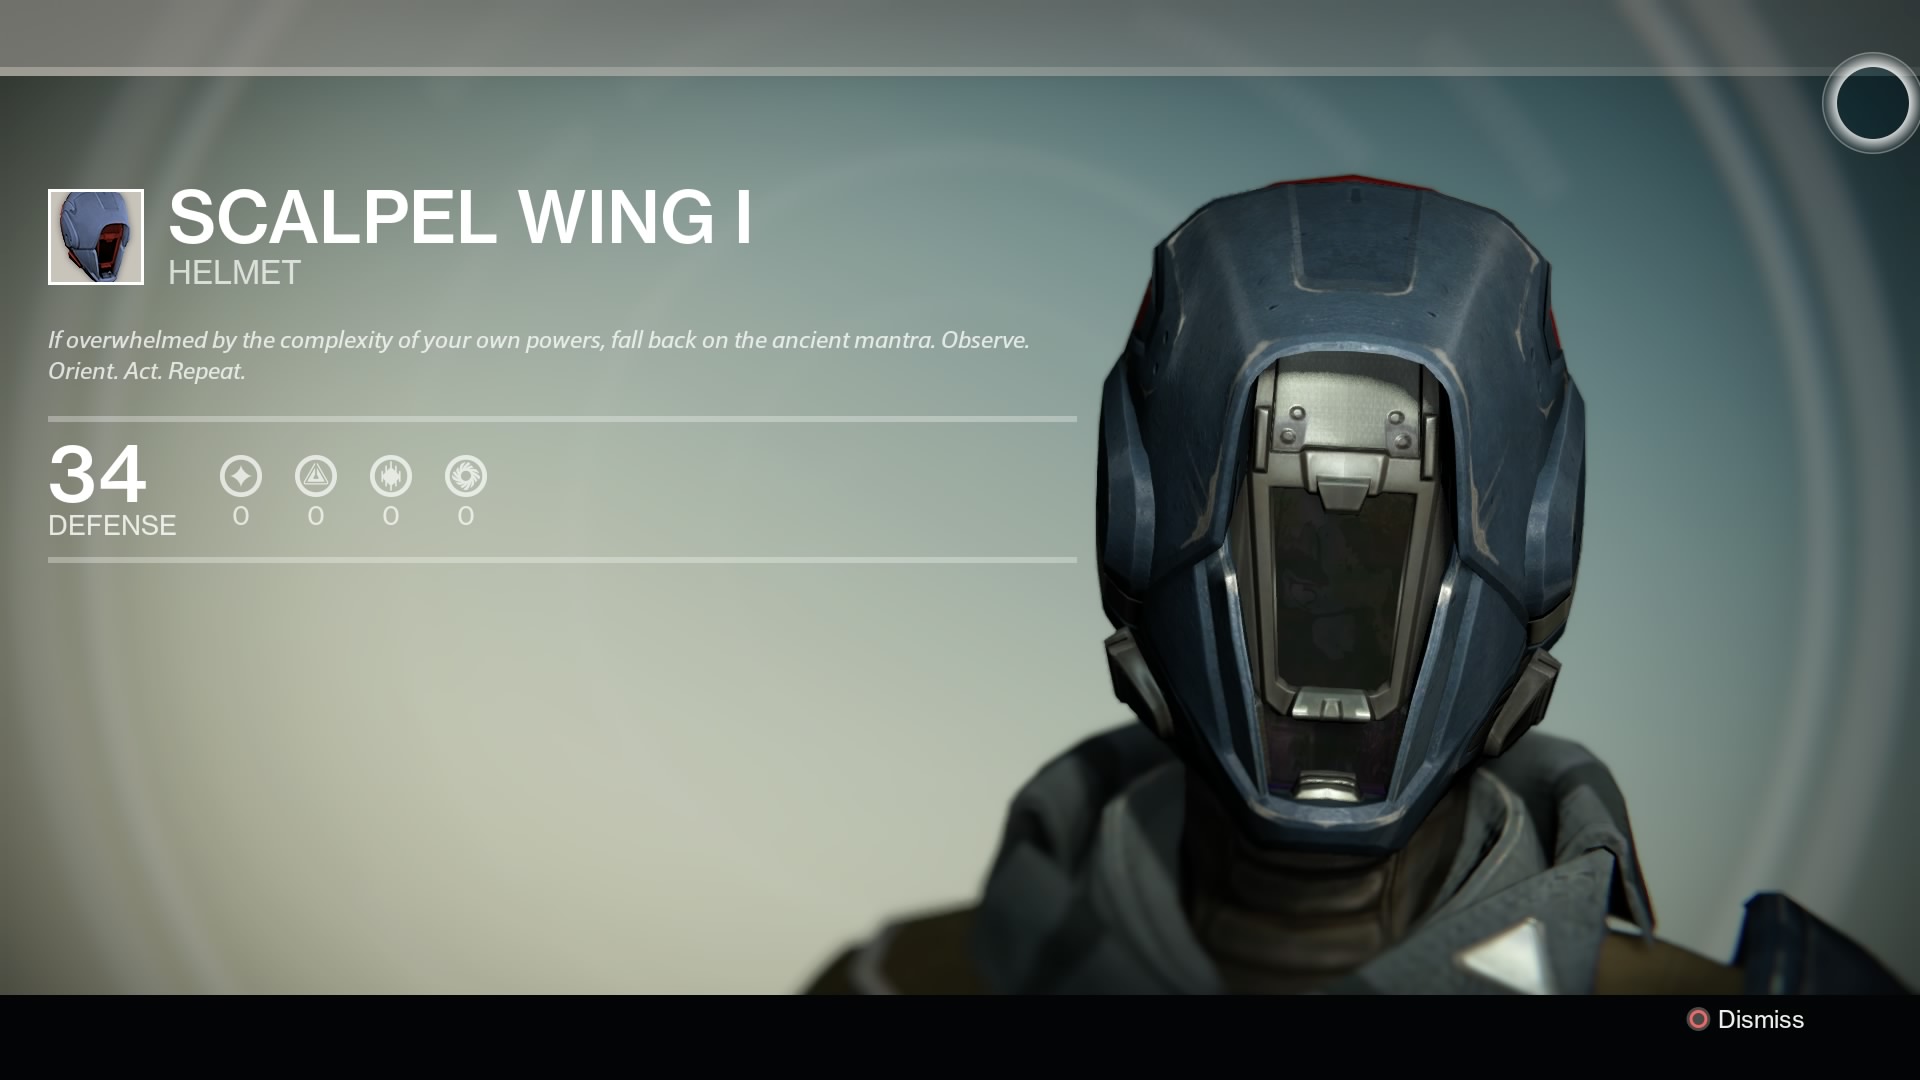 SCALPEL WING I
HELMET
If overwhelmed by the complexity of your own powers, fall back on the ancient mantra. Observe.
Orient. Act. Repeat.
34
DEFENSE
0 0 0 0
Dismiss